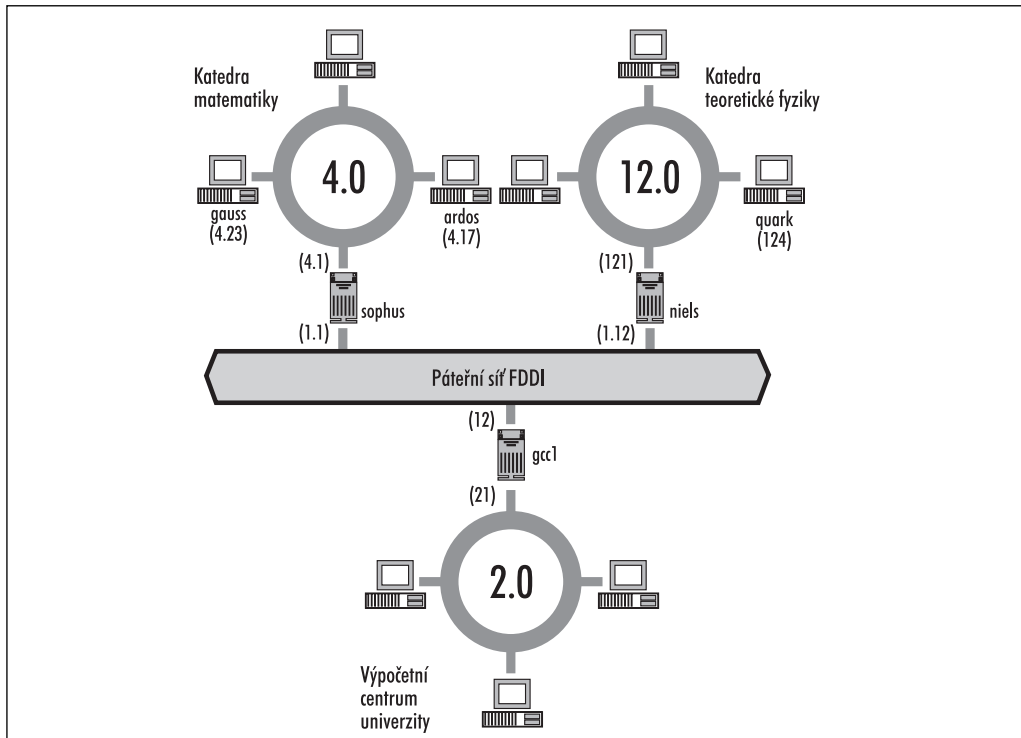 Katedra
matematiky
Katedra
teoretické fyziky
4.0
12.0
gauss
(4.23)
ardos
(4.17)
quark
(124)
(4.1)
(121)
sophus
niels
(1.1)
(1.12)
Páteřní síť FDDI
(12)
gcc1
(21)
2.0
Výpočetní
centrum
univerzity